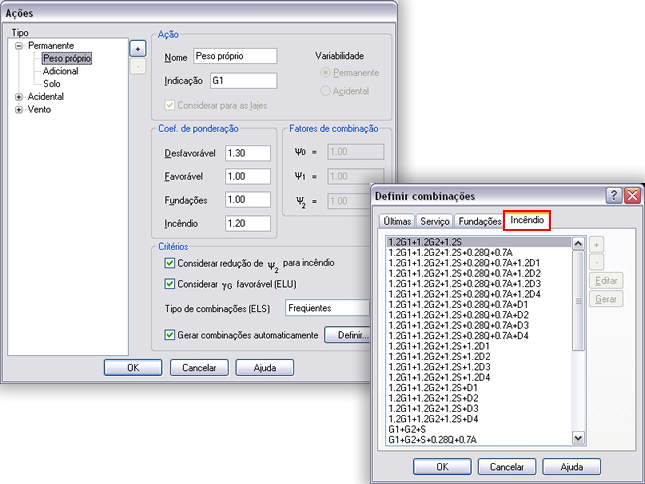 Ações
Tipo
Permanente
Peso próprio
Adicional
Solo
Acidental
Vento
+
-
Ação
Nome Peso próprio
Indicação G1
Variabilidade
Permanente
Acidental
Considerar para as lajes
Coef. de ponderação
Desfavorável 1.30
Favorável 1.00
Fundações 1.00
Incêndio 1.20
Fatores de combinação
Ψ0 = 1.00
Ψ1 = 1.00
Ψ2 = 1.00
Critérios
Considerar redução de Ψ2 para incêndio
Considerar γG favorável (ELU)
Tipo de combinações (ELS) Freqüentes
Gerar combinações automaticamente Definir...
OK Cancelar Ajuda
Definir combinações
Últimas Serviço Fundações Incêndio
1.2G1+1.2G2+1.2S
1.2G1+1.2G2+1.2S+0.28Q+0.7A
1.2G1+1.2G2+1.2S+0.28Q+0.7A+1.2D1
1.2G1+1.2G2+1.2S+0.28Q+0.7A+1.2D2
1.2G1+1.2G2+1.2S+0.28Q+0.7A+1.2D3
1.2G1+1.2G2+1.2S+0.28Q+0.7A+1.2D4
1.2G1+1.2G2+1.2S+0.28Q+0.7A+D1
1.2G1+1.2G2+1.2S+0.28Q+0.7A+D2
1.2G1+1.2G2+1.2S+0.28Q+0.7A+D3
1.2G1+1.2G2+1.2S+0.28Q+0.7A+D4
1.2G1+1.2G2+1.2S+1.2D1
1.2G1+1.2G2+1.2S+1.2D2
1.2G1+1.2G2+1.2S+1.2D3
1.2G1+1.2G2+1.2S+1.2D4
1.2G1+1.2G2+1.2S+D1
1.2G1+1.2G2+1.2S+D2
1.2G1+1.2G2+1.2S+D3
1.2G1+1.2G2+1.2S+D4
G1+G2+S
G1+G2+S+0.28Q+0.7A
+
-
Editar
Gerar
OK Cancelar Ajuda